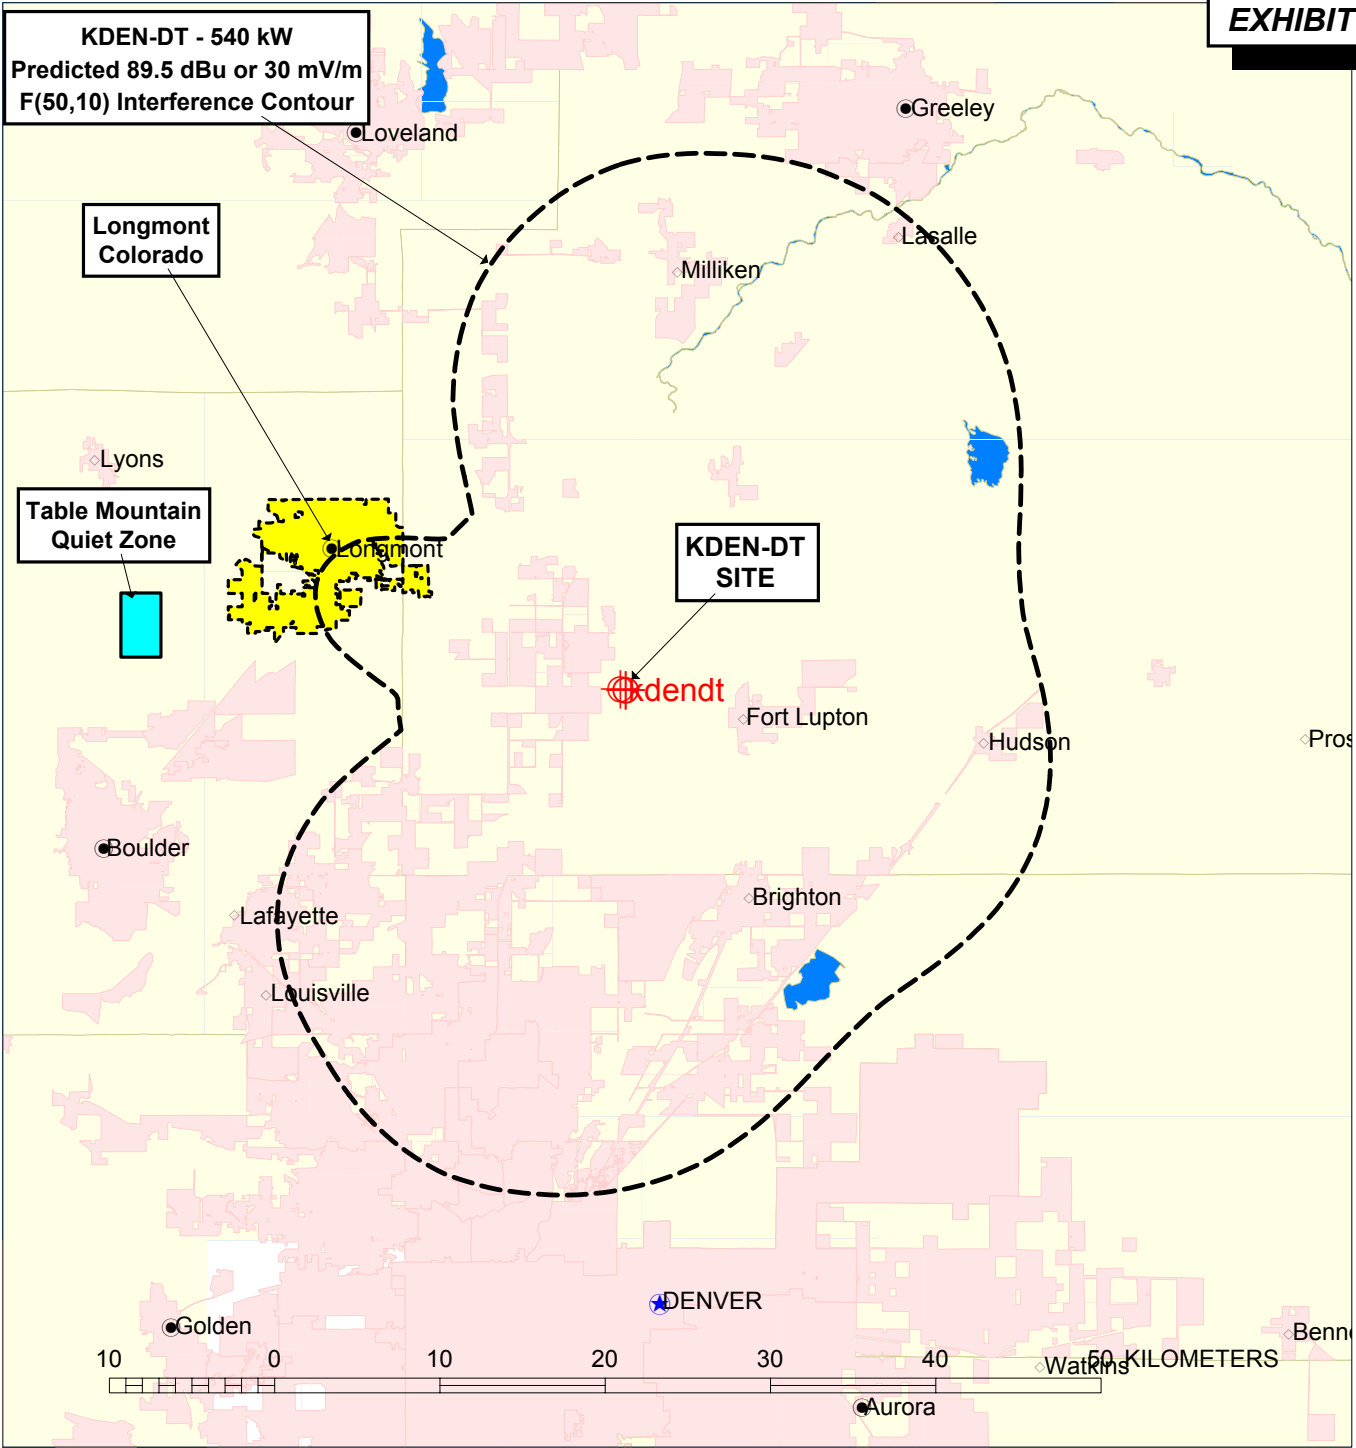 EXHIBIT
KDEN-DT - 540 kW
Predicted 89.5 dBu or 30 mV/m
F(50,10) Interference Contour
Greeley
Loveland
Longmont
Colorado
Lasalle
Milliken
Lyons
Table Mountain
Quiet Zone
Longmont
KDEN-DT
SITE
kdendt
Fort Lupton
Hudson
Pros
Boulder
Brighton
Lafayette
Louisville
DENVER
Golden
Benne
10 0 10 20 30 40 50 KILOMETERS
Watkins
Aurora